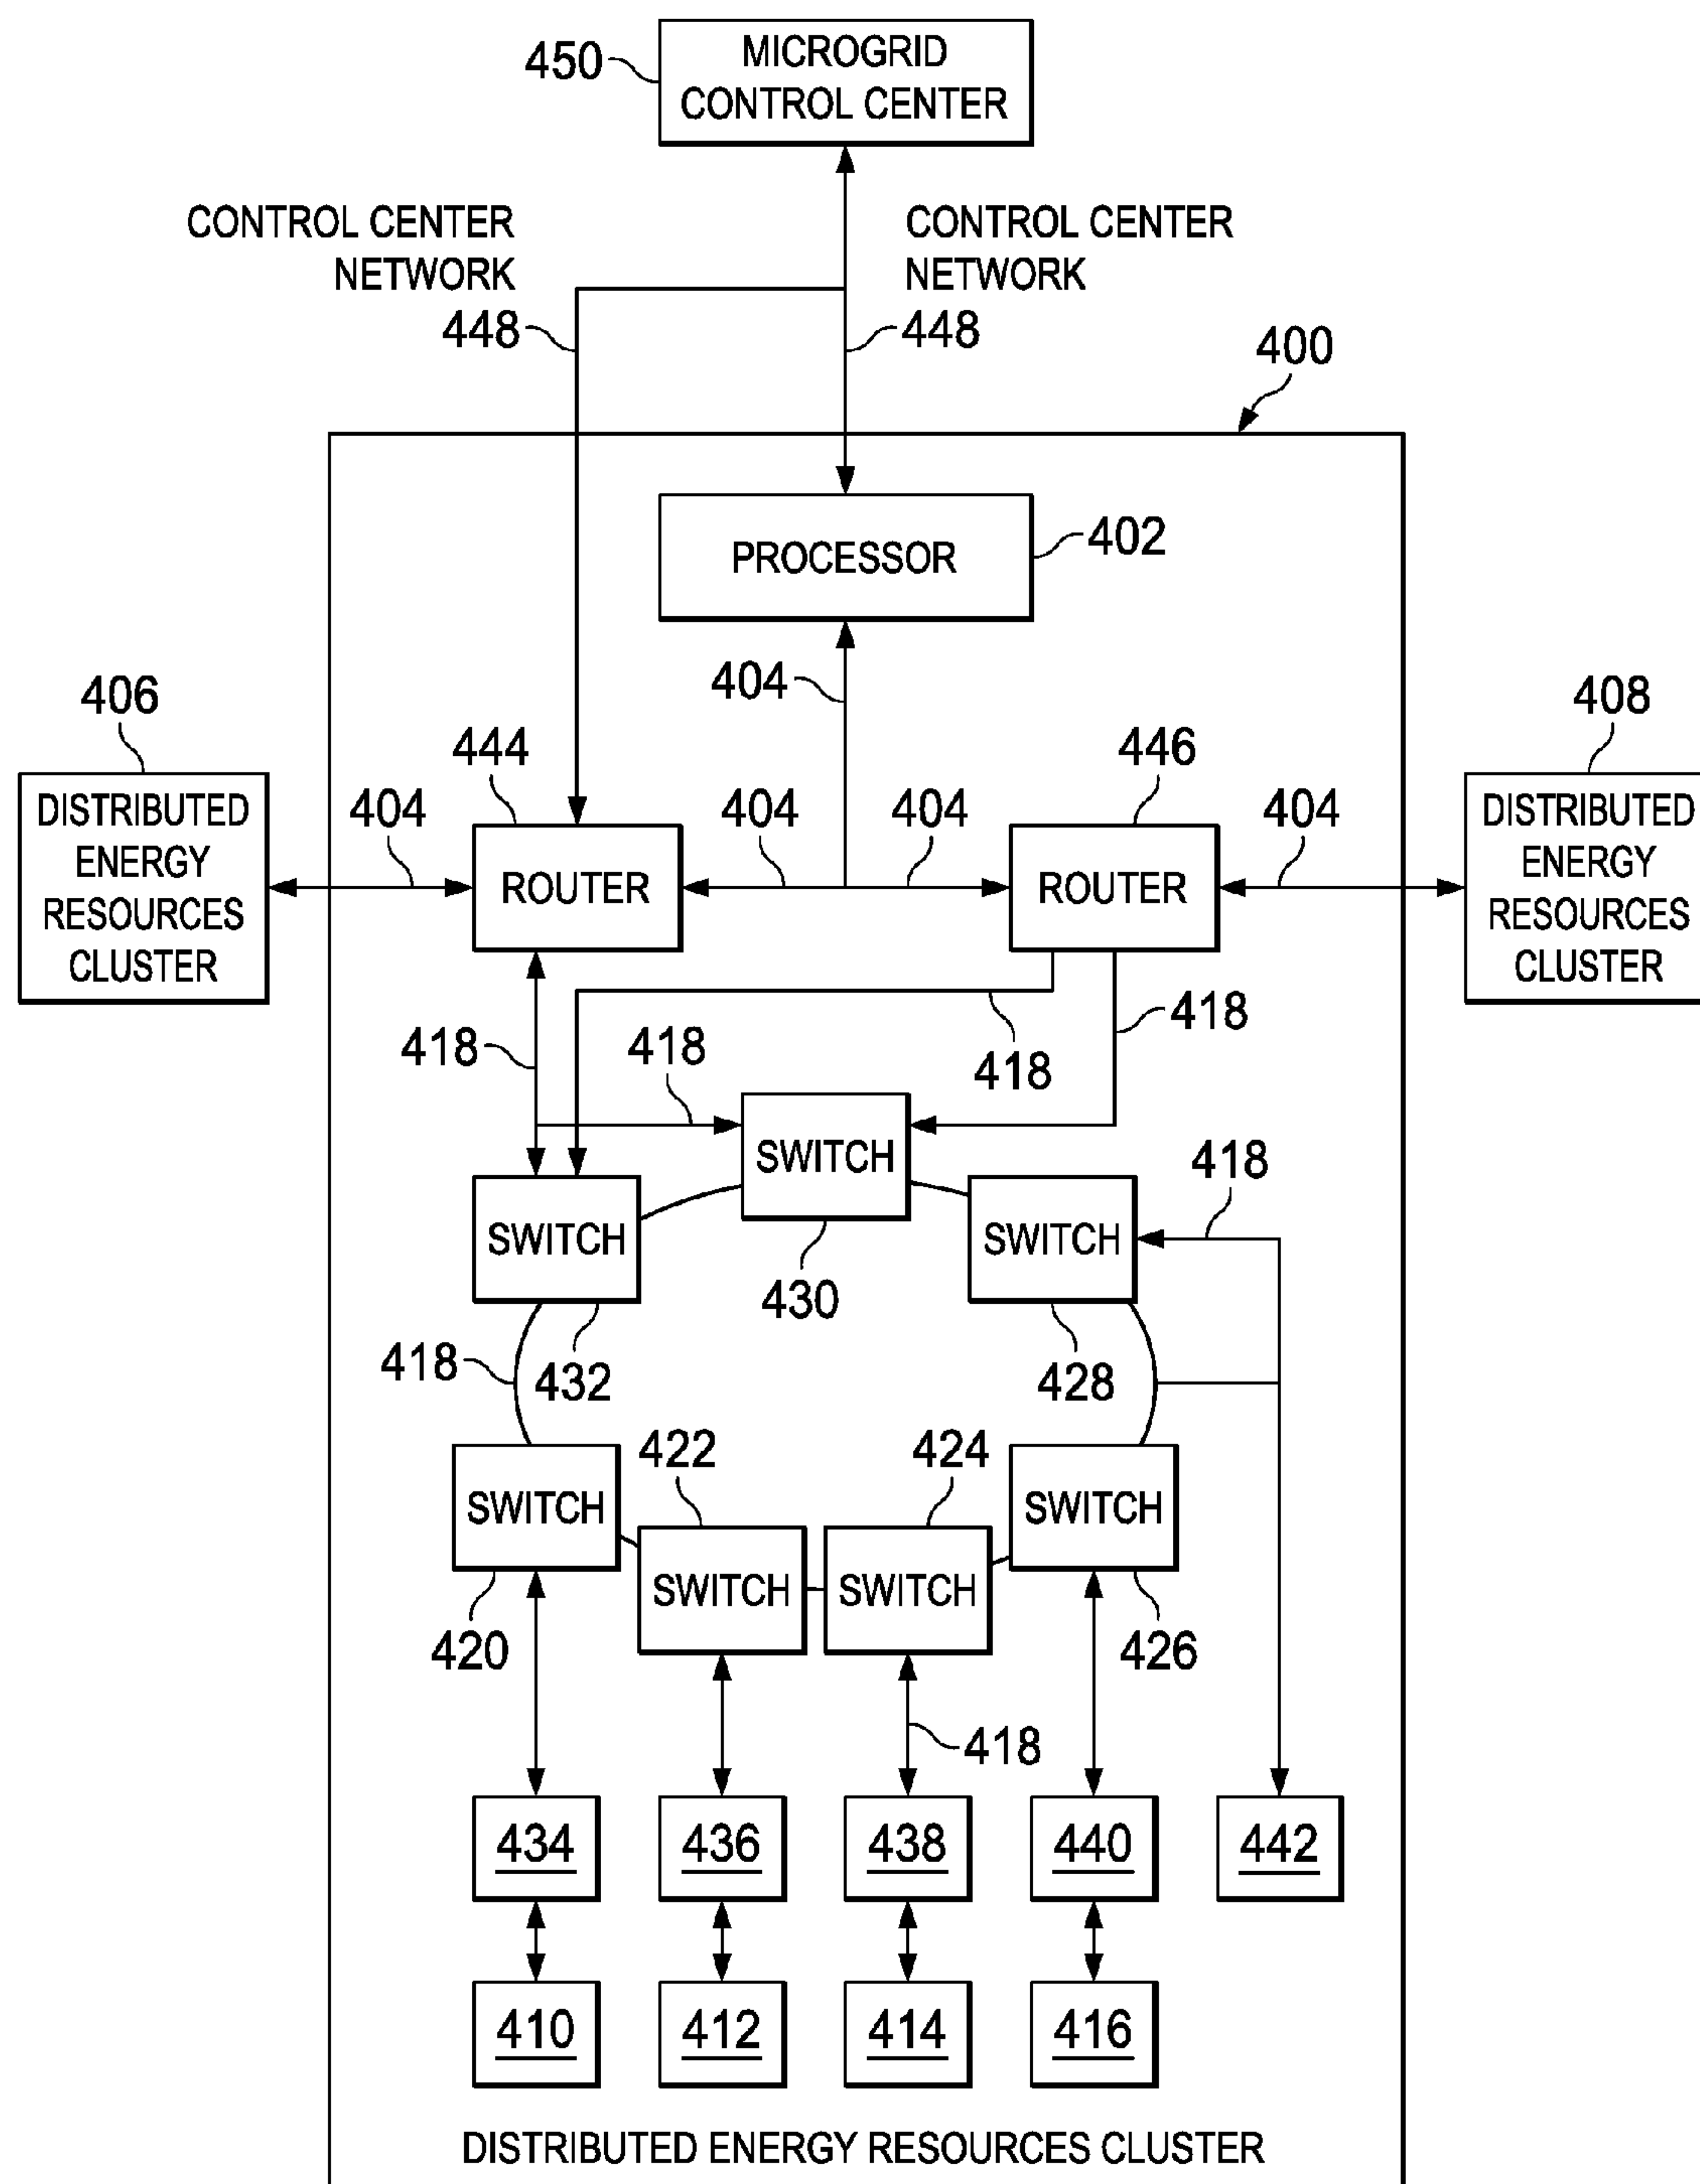 MICROGRID
CONTROL CENTER
450
CONTROL CENTER
NETWORK
448
CONTROL CENTER
NETWORK
448
400
PROCESSOR
402
404
406
444
446
408
DISTRIBUTED
ENERGY
RESOURCES
CLUSTER
404
ROUTER
404
404
ROUTER
404
DISTRIBUTED
ENERGY
RESOURCES
CLUSTER
418
418
418
418
SWITCH
430
SWITCH
432
SWITCH
428
418
418
422
424
SWITCH
420
SWITCH
SWITCH
SWITCH
426
418
434
436
438
440
442
410
412
414
416
DISTRIBUTED ENERGY RESOURCES CLUSTER